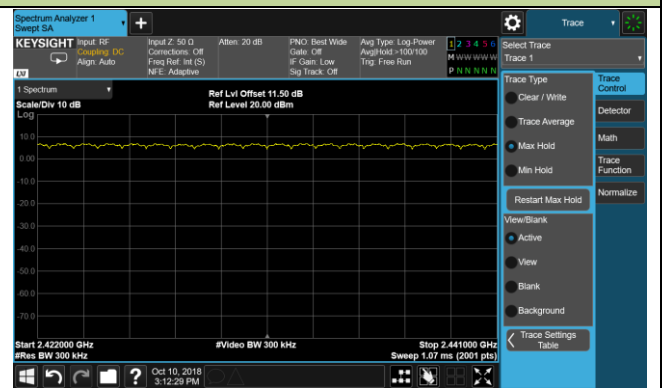 Spectrum Analyzer 1
Swept SA
Trace
KEYSIGHT
Input: RF
Coupling: DC
Align: Auto
Input Z: 50 Ω
Corrections: Off
Freq Ref: Int (S)
NFE: Adaptive
Atten: 20 dB
PNO: Best Wide
Gate: Off
IF Gain: Low
Sig Track: Off
Avg Type: Log-Power
Avg|Hold:>100/100
Trig: Free Run
1 2 3 4 5 6
M W W W W W
P N N N N N
LXI
Select Trace
Trace 1
1 Spectrum
Scale/Div 10 dB
Log
Ref Lvl Offset 11.50 dB
Ref Level 20.00 dBm
10.0
0.00
-10.0
-20.0
-30.0
-40.0
-50.0
-60.0
-70.0
Start 2.422000 GHz
#Res BW 300 kHz
#Video BW 300 kHz
Stop 2.441000 GHz
Sweep 1.07 ms (2001 pts)
Trace Type
Clear / Write
Trace Average
Max Hold
Min Hold
Restart Max Hold
View/Blank
Active
View
Blank
Background
Trace Settings
Table
Trace
Control
Detector
Math
Trace
Function
Normalize
?
Oct 10, 2018
3:12:29 PM